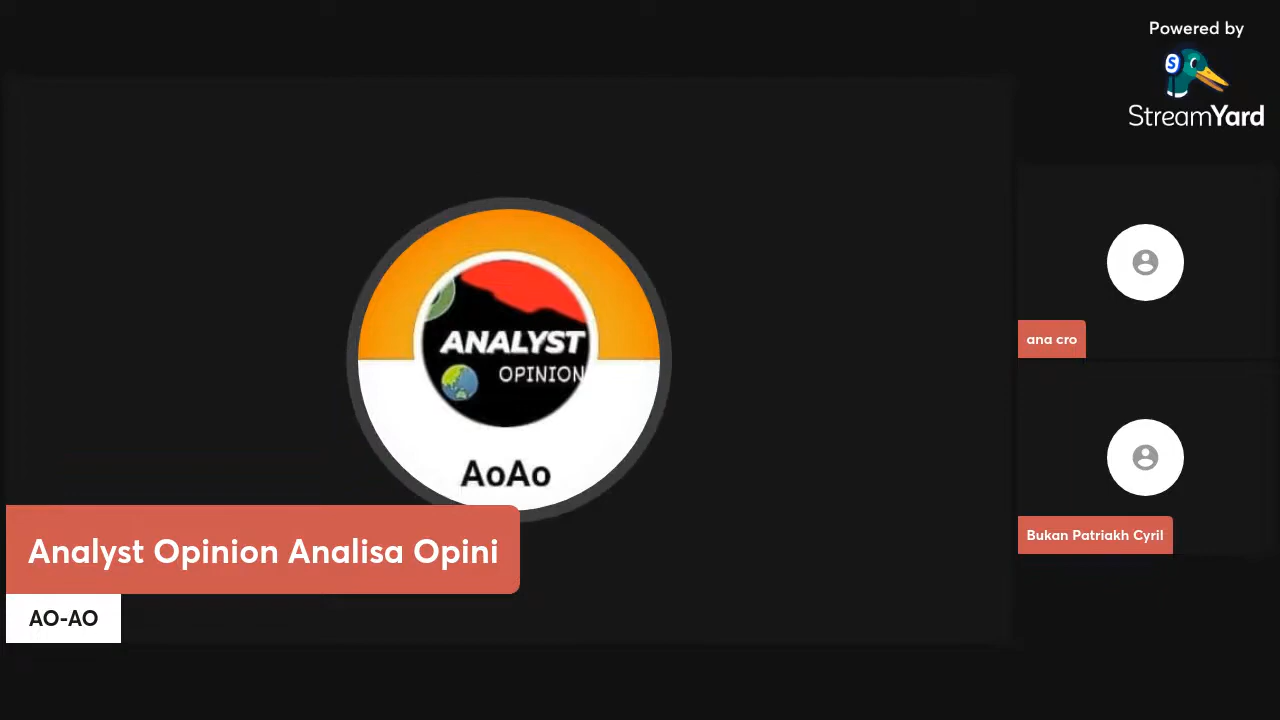 Powered by
StreamYard
ANALYST
OPINION
AoAo
Analyst Opinion Analisa Opini
AO-AO
ana cro
Bukan Patriakh Cyril